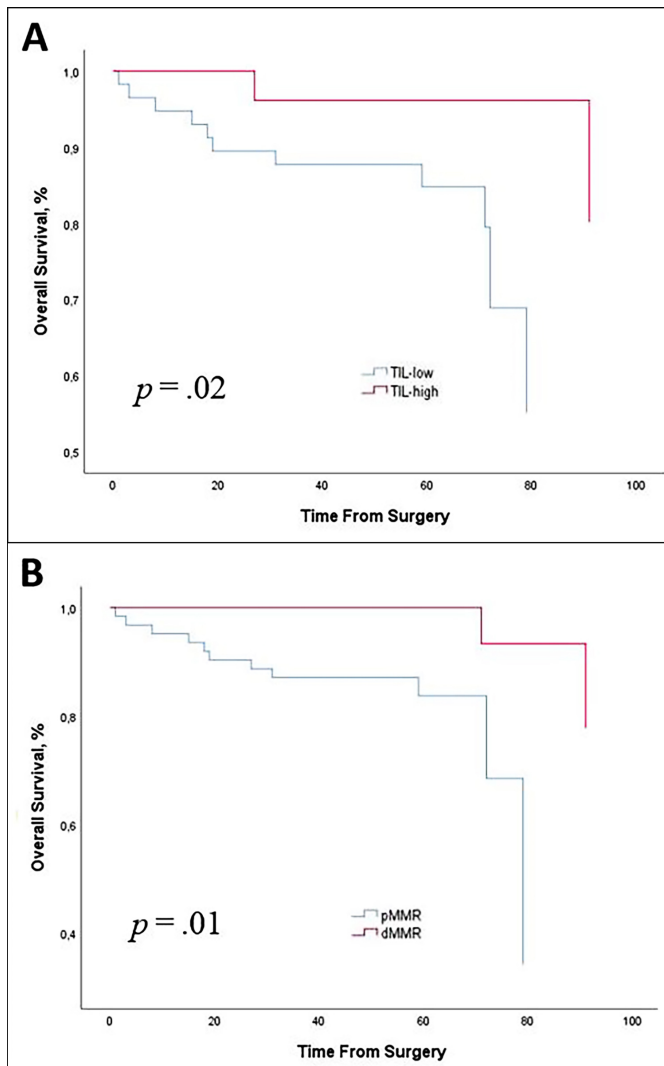 A
Overall Survival, %
1,0
0,9
0,8
0,7
0,6
0,5
p = .02
TIL-low
TIL-high
0 20 40 60 80 100
Time From Surgery
B
Overall Survival, %
1,0
0,8
0,6
0,4
p = .01
pMMR
dMMR
0 20 40 60 80 100
Time From Surgery